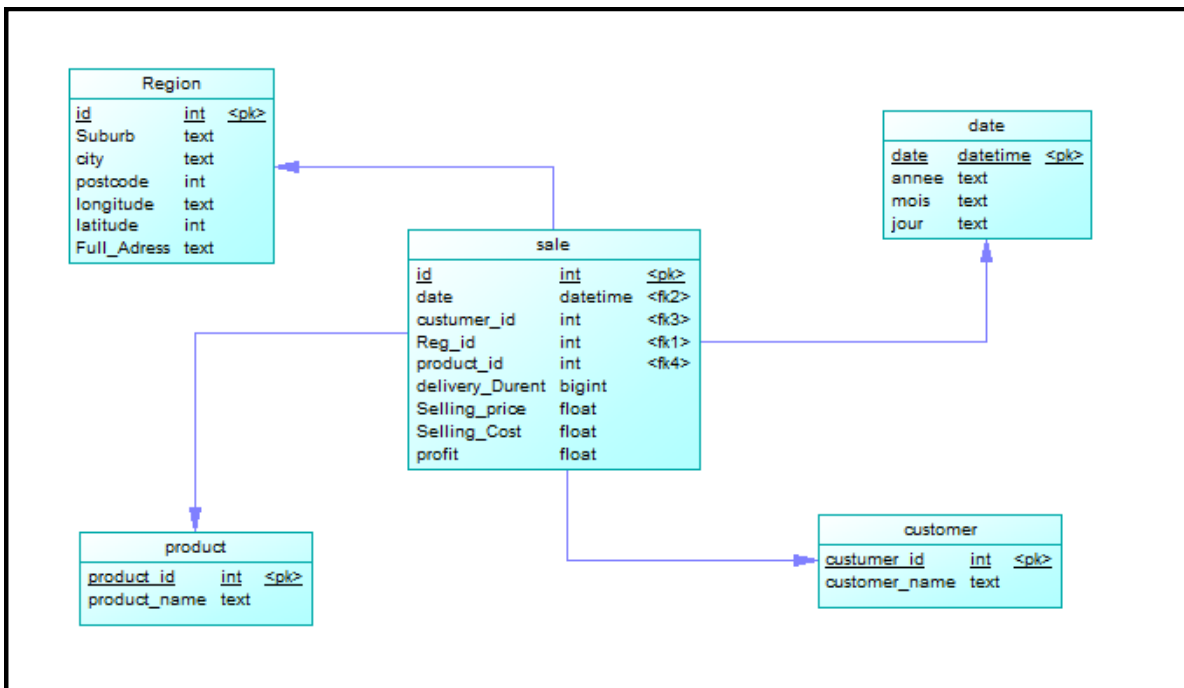 Region
id int <pk>
Suburb text
city text
postcode int
longitude text
latitude int
Full_Adress text
date
date datetime <pk>
annee text
mois text
jour text
sale
id int <pk>
date datetime <fk2>
custumer_id int <fk3>
Reg_id int <fk1>
product_id int <fk4>
delivery_Durent bigint
Selling_price float
Selling_Cost float
profit float
product
product_id int <pk>
product_name text
customer
custumer_id int <pk>
customer_name text